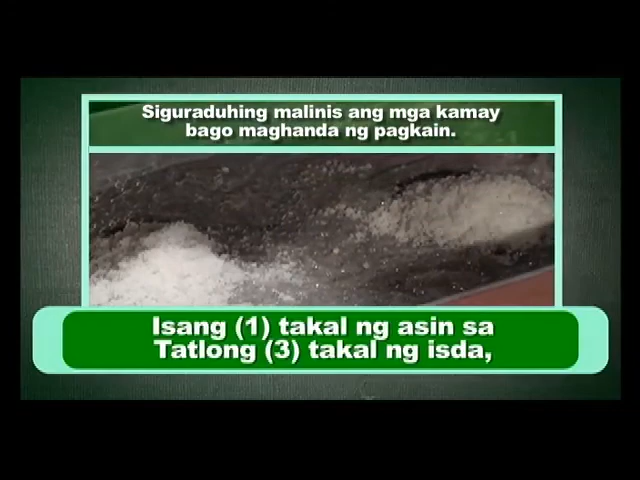 Siguraduhing malinis ang mga kamay
bago maghanda ng pagkain.
Isang (1) takal ng asin sa
Tatlong (3) takal ng isda,